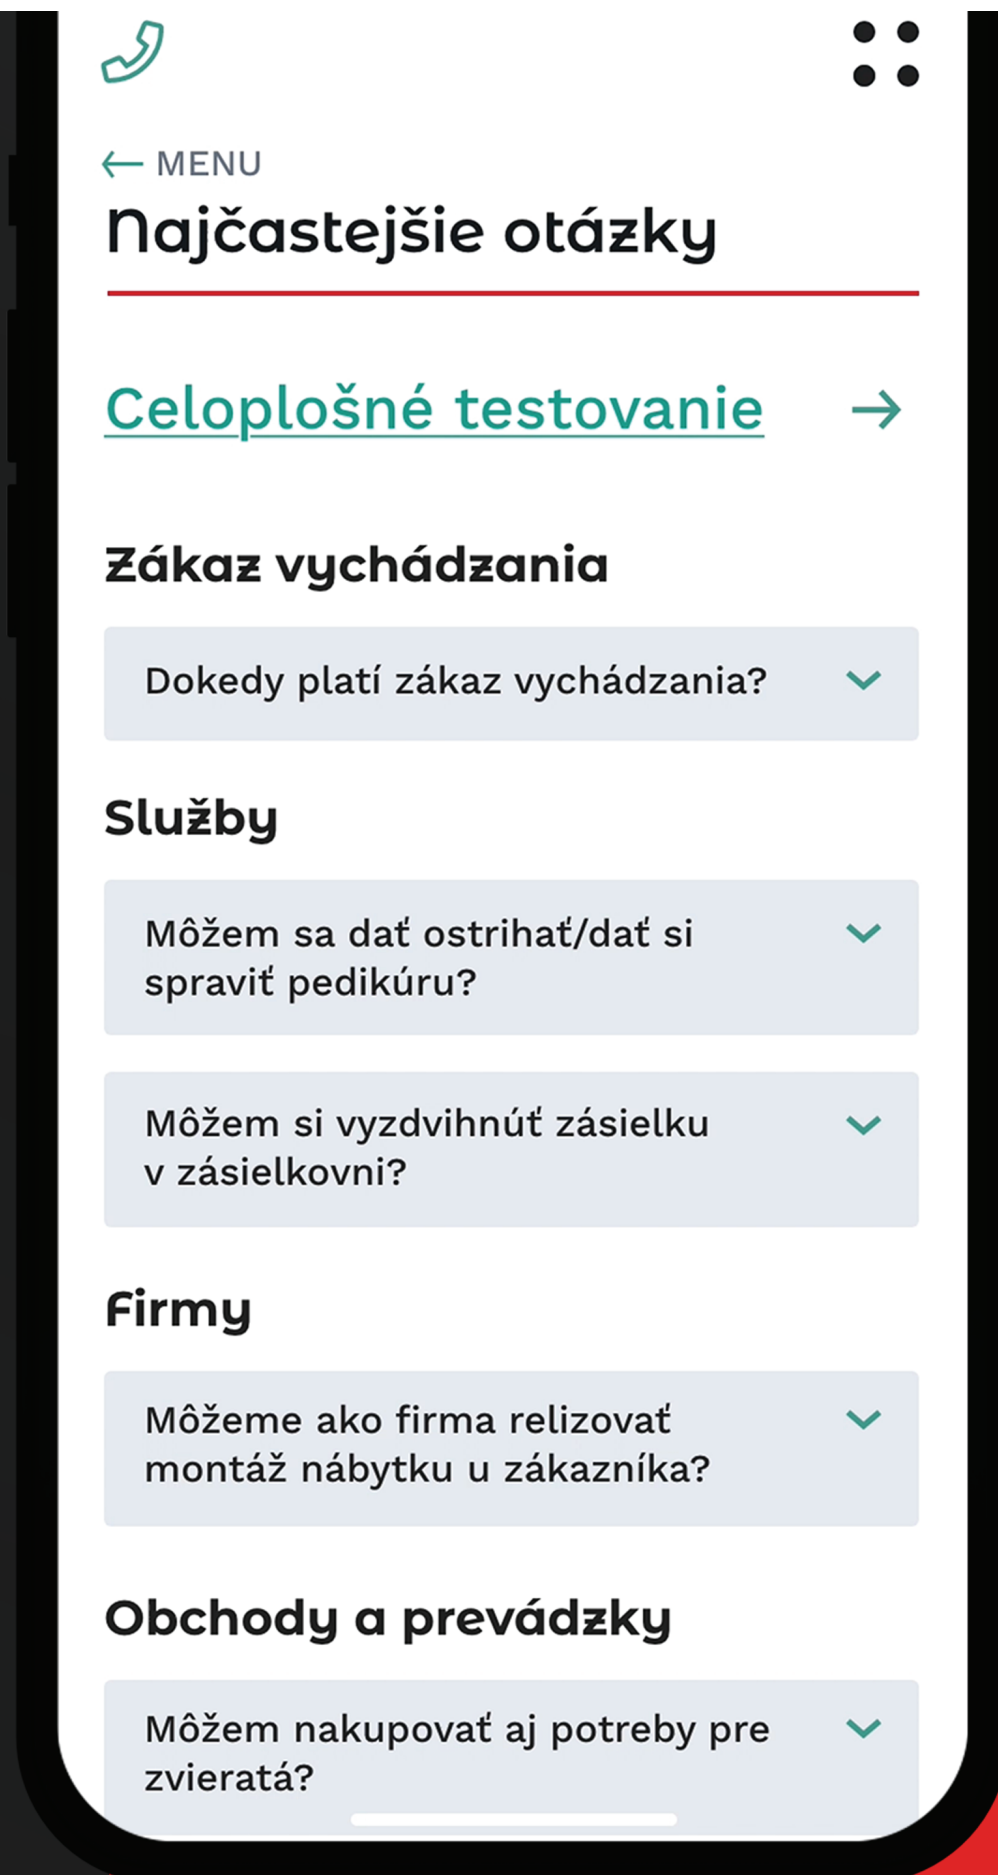 MENU
Najčastejšie otázky
Celoplošné testovanie
Zákaz vychádzania
Dokedy platí zákaz vychádzania?
Služby
Môžem sa dať ostrihať/dať si
spraviť pedikúru?
Môžem si vyzdvihnúť zásielku
v zásielkovni?
Firmy
Môžeme ako firma relizovať
montáž nábytku u zákazníka?
Obchody a prevádzky
Môžem nakupovať aj potreby pre
zvieratá?